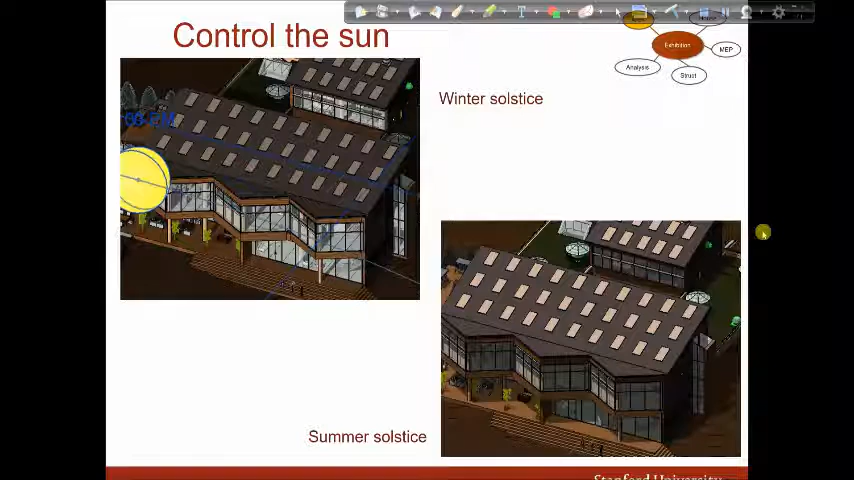 Control the sun
Exhibition
MEP
Analysis
Struct
Winter solstice
Summer solstice
Stanford University